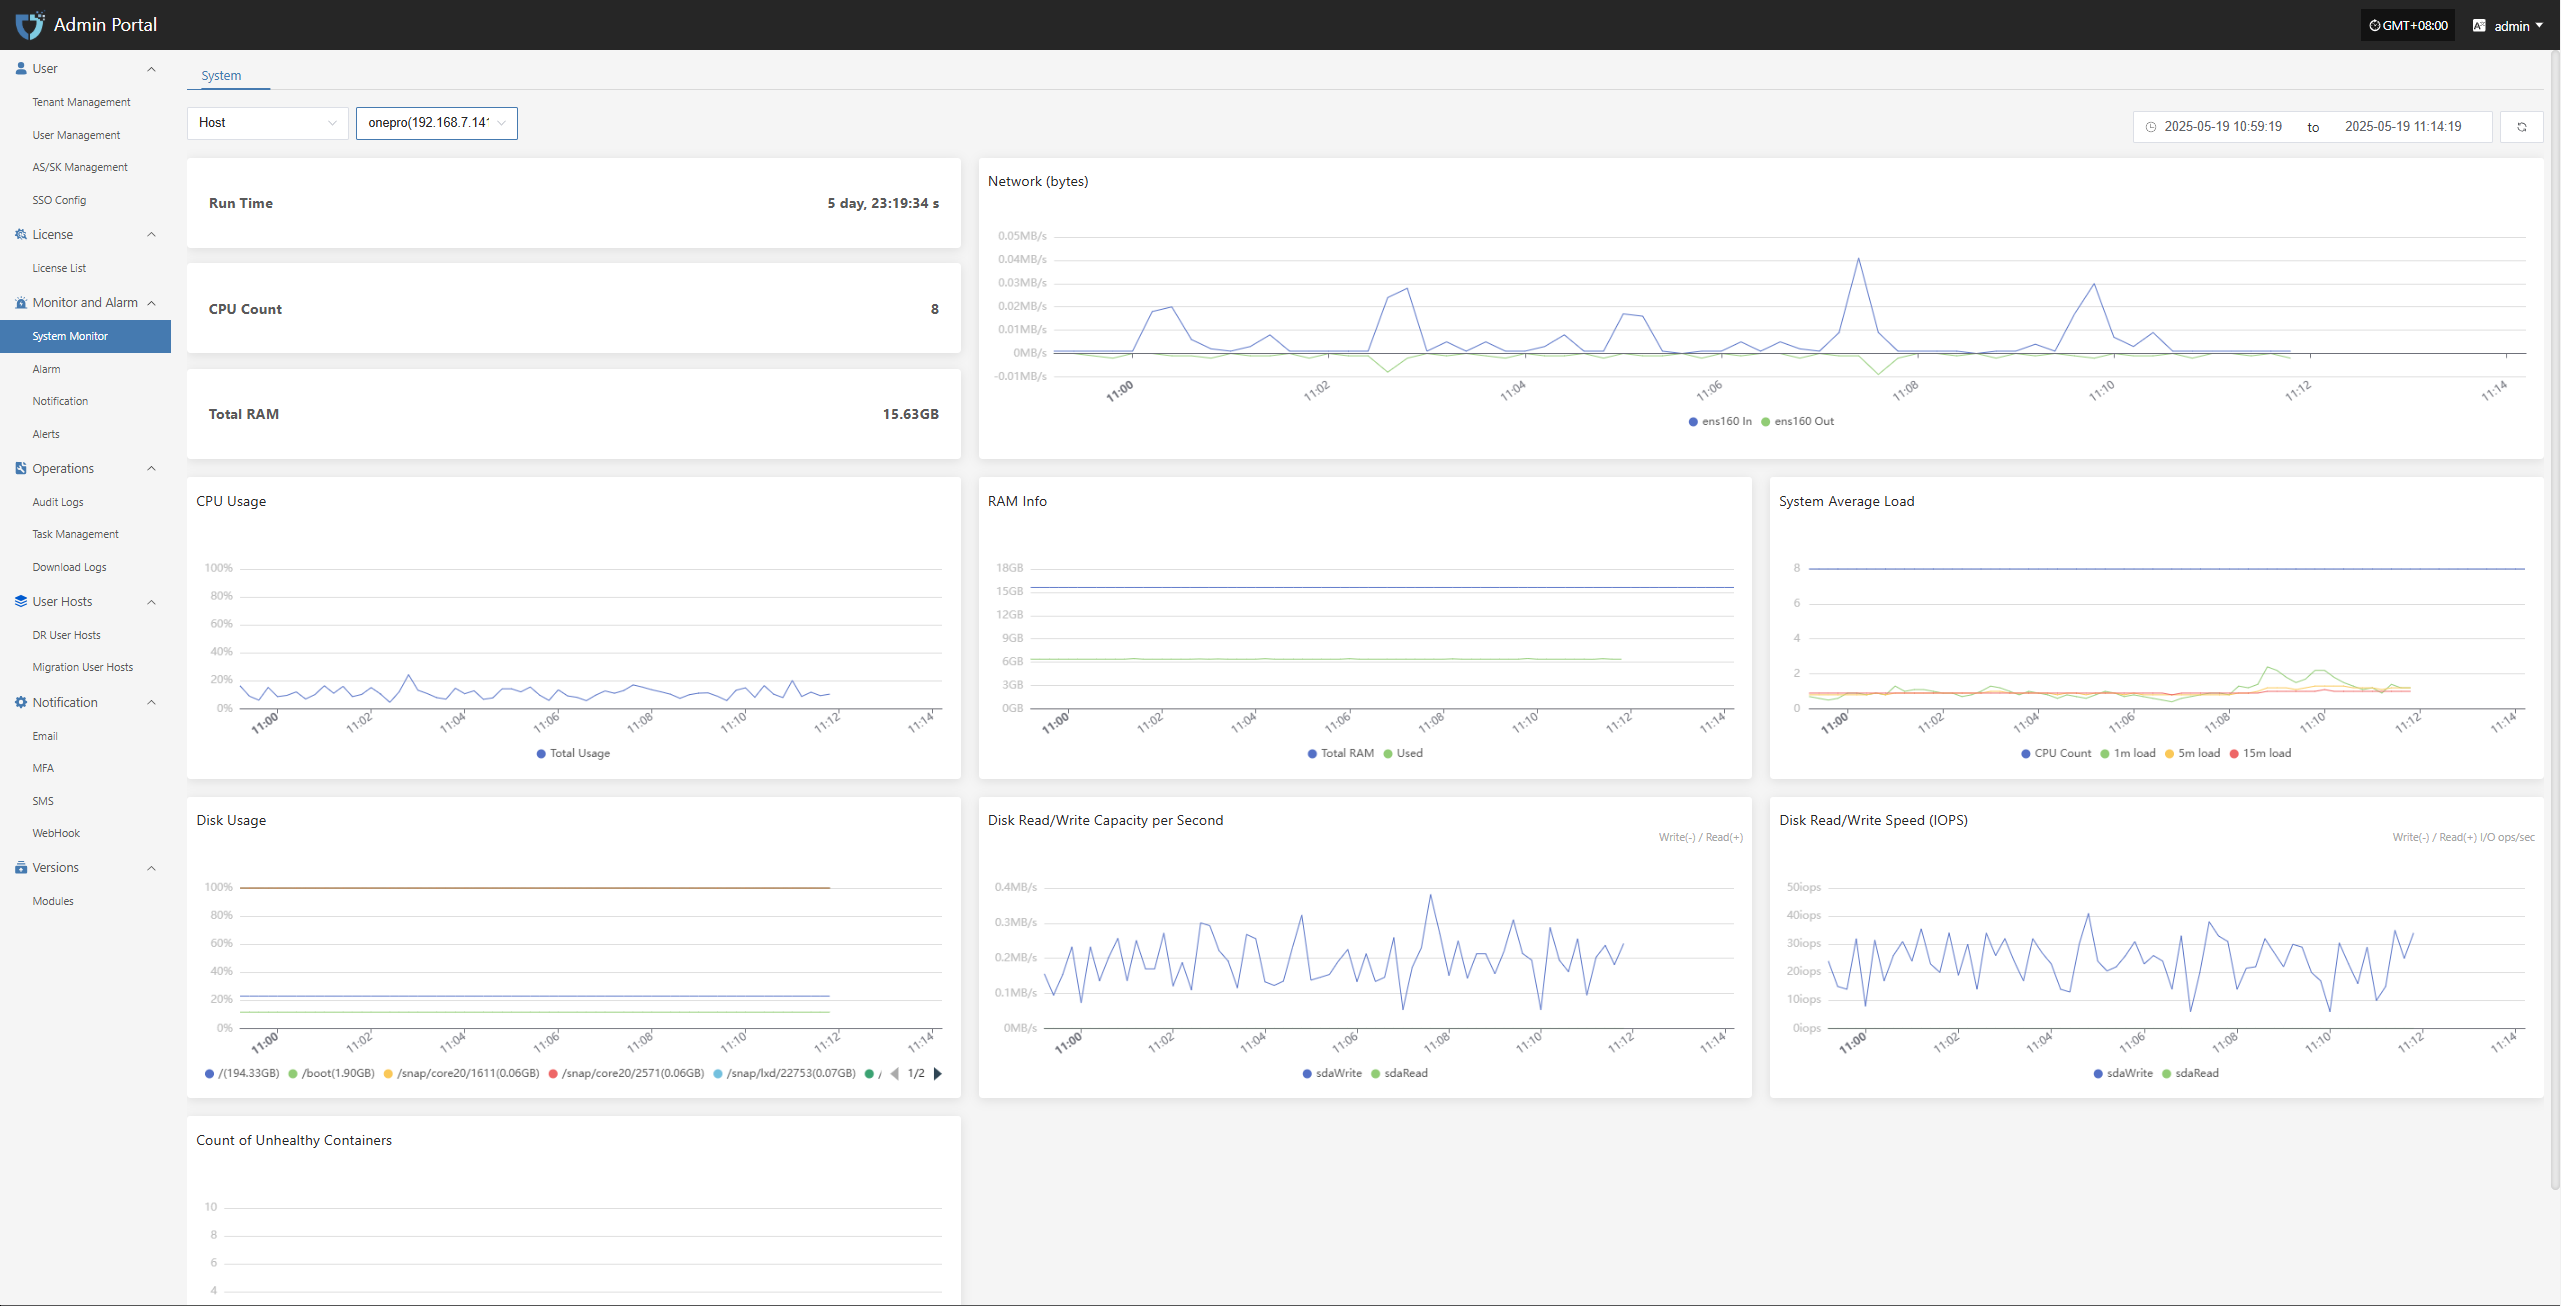 Admin Portal
GMT+08:00
admin
User
Tenant Management
User Management
AS/SK Management
SSO Config
License
License List
Monitor and Alarm
System Monitor
Alarm
Notification
Alerts
Operations
Audit Logs
Task Management
Download Logs
User Hosts
DR User Hosts
Migration User Hosts
Notification
Email
MFA
SMS
WebHook
Versions
Modules
System
Host
onepro(192.168.7.141
2025-05-19 10:59:19 to 2025-05-19 11:14:19
Run Time 5 day, 23:19:34 s
CPU Count 8
Total RAM 15.63GB
Network (bytes)
0.05MB/s
0.04MB/s
0.03MB/s
0.02MB/s
0.01MB/s
0MB/s
-0.01MB/s
11:00 11:02 11:04 11:06 11:08 11:10 11:12 11:14
ens160 In ens160 Out
CPU Usage
100%
80%
60%
40%
20%
0%
11:00 11:02 11:04 11:06 11:08 11:10 11:12 11:14
Total Usage
RAM Info
18GB
15GB
12GB
9GB
6GB
3GB
0GB
11:00 11:02 11:04 11:06 11:08 11:10 11:12 11:14
Total RAM Used
System Average Load
8
6
4
2
0
11:00 11:02 11:04 11:06 11:08 11:10 11:12 11:14
CPU Count 1m load 5m load 15m load
Disk Usage
100%
80%
60%
40%
20%
0%
11:00 11:02 11:04 11:06 11:08 11:10 11:12 11:14
/(194.33GB) /boot(1.90GB) /snap/core20/1611(0.06GB) /snap/core20/2571(0.06GB) /snap/lxd/22753(0.07GB) / 1/2
Disk Read/Write Capacity per Second
Write(-) / Read(+)
0.4MB/s
0.3MB/s
0.2MB/s
0.1MB/s
0MB/s
11:00 11:02 11:04 11:06 11:08 11:10 11:12 11:14
sdaWrite sdaRead
Disk Read/Write Speed (IOPS)
Write(-) / Read(+) I/O ops/sec
50iops
40iops
30iops
20iops
10iops
0iops
11:00 11:02 11:04 11:06 11:08 11:10 11:12 11:14
sdaWrite sdaRead
Count of Unhealthy Containers
10
8
6
4